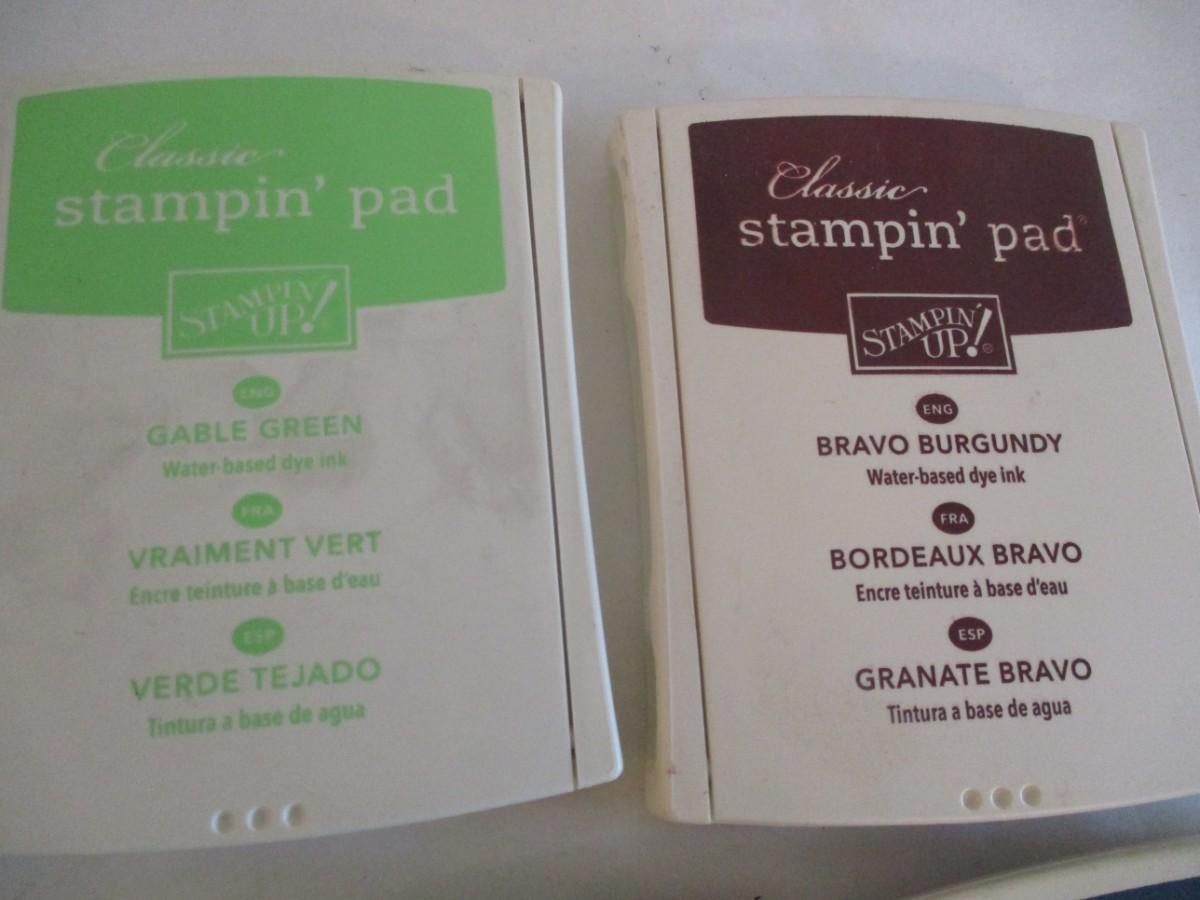 Classic
stampin' pad
STAMPIN'
UP!
ENG
GABLE GREEN
Water-based dye ink
FRA
VRAIMENT VERT
Encre teinture à base d'eau
ESP
VERDE TEJADO
Tintura a base de agua
Classic
stampin' pad®
STAMPIN'
UP!®
ENG
BRAVO BURGUNDY
Water-based dye ink
FRA
BORDEAUX BRAVO
Encre teinture à base d'eau
ESP
GRANATE BRAVO
Tintura a base de agua